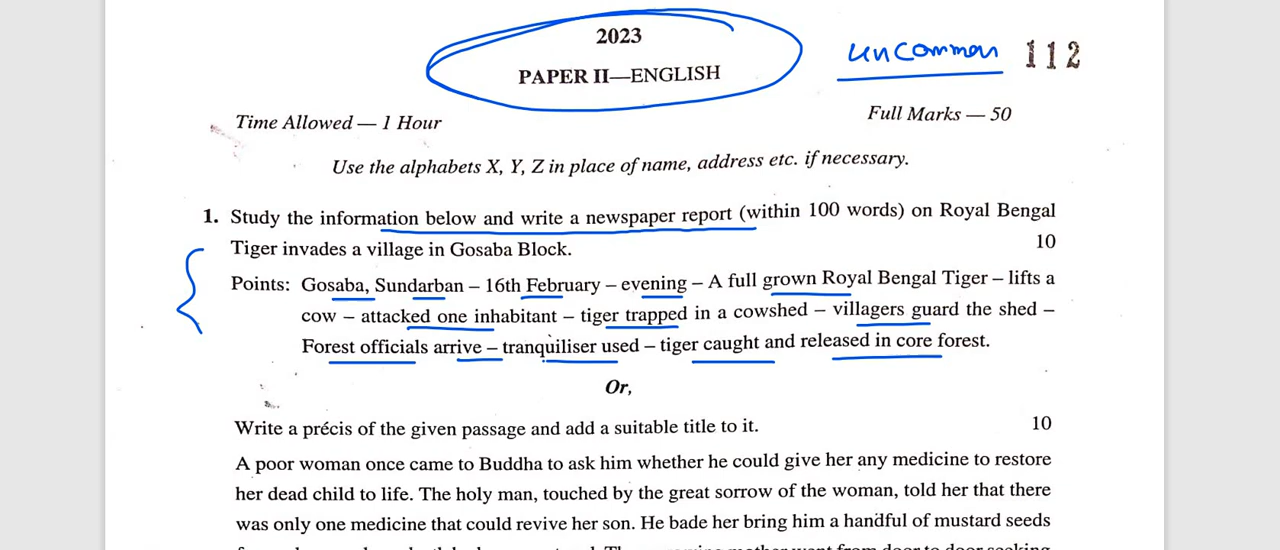 2023
PAPER II—ENGLISH
uncommon 112
Time Allowed — 1 Hour
Full Marks — 50
Use the alphabets X, Y, Z in place of name, address etc. if necessary.
1. Study the information below and write a newspaper report (within 100 words) on Royal Bengal
Tiger invades a village in Gosaba Block. 10
Points: Gosaba, Sundarban – 16th February – evening – A full grown Royal Bengal Tiger – lifts a
cow – attacked one inhabitant – tiger trapped in a cowshed – villagers guard the shed –
Forest officials arrive – tranquiliser used – tiger caught and released in core forest.
Or,
Write a précis of the given passage and add a suitable title to it. 10
A poor woman once came to Buddha to ask him whether he could give her any medicine to restore
her dead child to life. The holy man, touched by the great sorrow of the woman, told her that there
was only one medicine that could revive her son. He bade her bring him a handful of mustard seeds